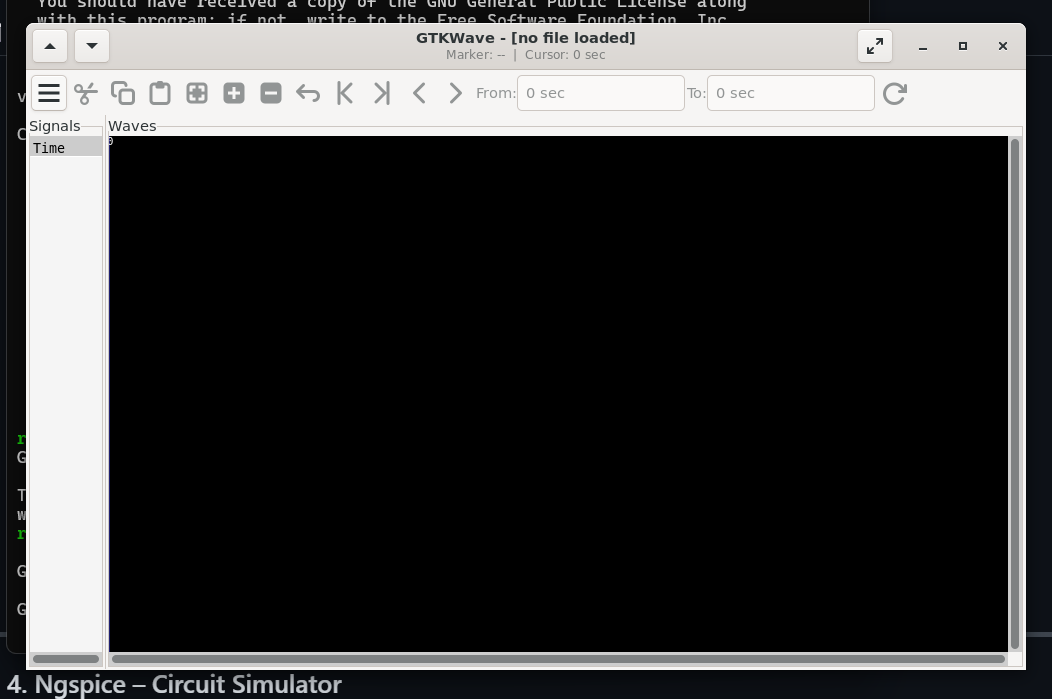 You should have received a copy of the GNU General Public License along
with this program; if not, write to the Free Software Foundation, Inc
GTKWave - [no file loaded]
Marker: -- | Cursor: 0 sec
From: 0 sec To: 0 sec
Signals
Waves
Time
0
v
C
r
G
T
w
r
G
G
4. Ngspice – Circuit Simulator